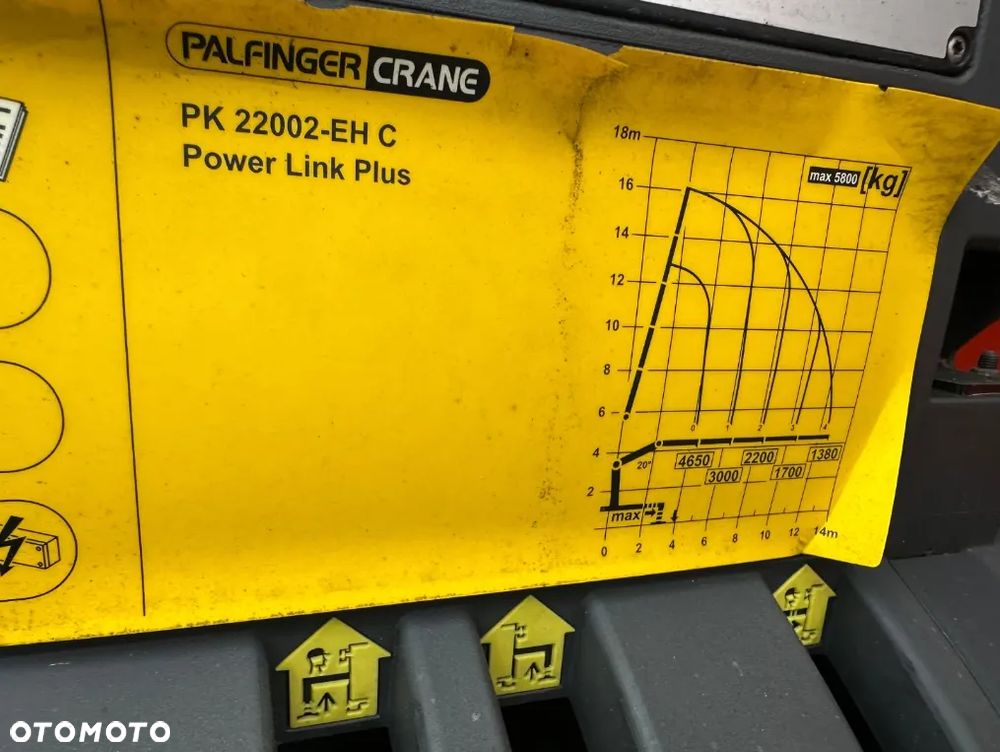 PALFINGER CRANE
PK 22002-EH C
Power Link Plus
18m
max 5800 [kg]
16
14
12
10
8
6
0 1 2 3 4
4
20°
4650 2200 1380
3000 1700
2
max
0 2 4 6 8 10 12 14m
OTOMOTO